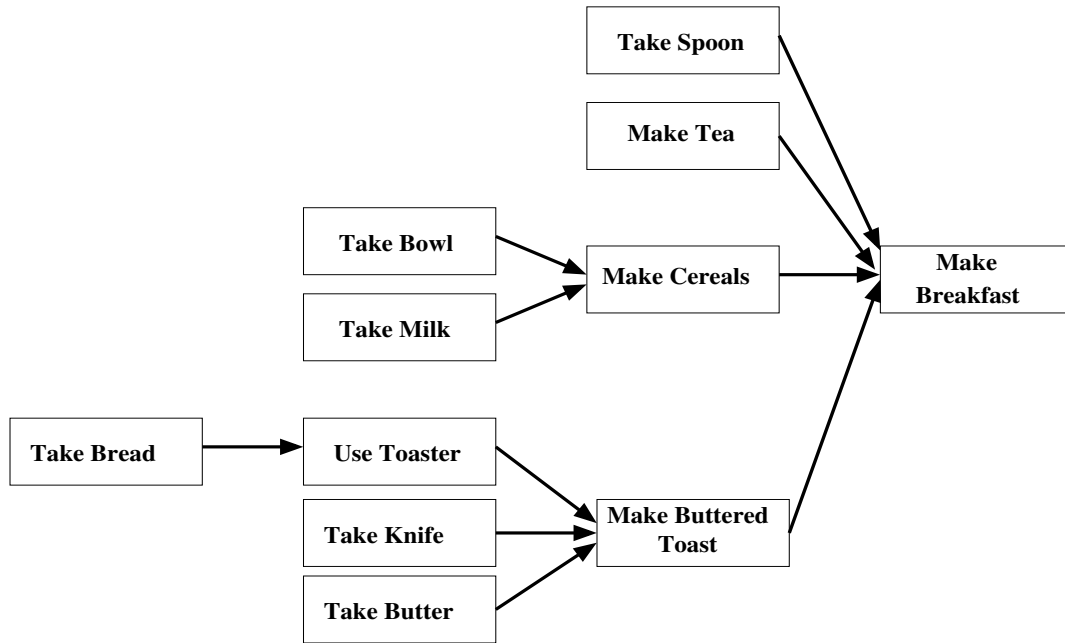 Take Spoon
Make Tea
Take Bowl
Make Cereals
Make
Breakfast
Take Milk
Take Bread
Use Toaster
Take Knife
Make Buttered
Toast
Take Butter